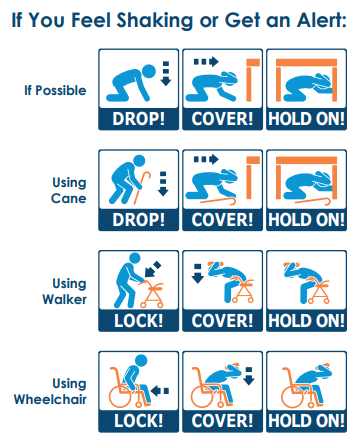 If You Feel Shaking or Get an Alert:
If Possible
DROP! COVER! HOLD ON!
Using
Cane
DROP! COVER! HOLD ON!
Using
Walker
LOCK! COVER! HOLD ON!
Using
Wheelchair
LOCK! COVER! HOLD ON!